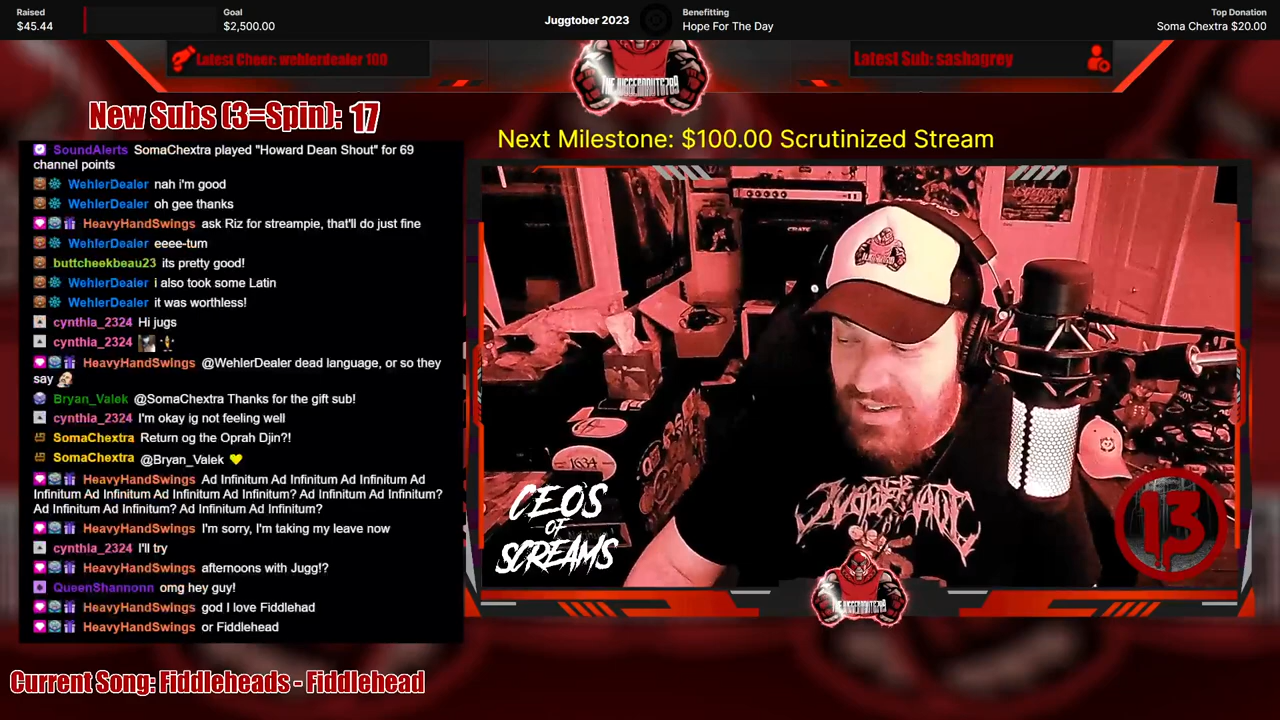 Raised
$45.44
Goal
$2,500.00
Juggtober 2023
Benefitting
Hope For The Day
Top Donation
Soma Chextra $20.00
Latest Cheer: wehlerdealer 100
THEJUGGERNAUT6789
Latest Sub: sashagrey
New Subs (3=Spin): 17
Next Milestone: $100.00 Scrutinized Stream
SoundAlerts SomaChextra played "Howard Dean Shout" for 69
channel points
WehlerDealer nah i'm good
WehlerDealer oh gee thanks
HeavyHandSwings ask Riz for streampie, that'll do just fine
WehlerDealer eeee-tum
buttcheekbeau23 its pretty good!
WehlerDealer i also took some Latin
WehlerDealer it was worthless!
cynthia_2324 Hi jugs
cynthia_2324
HeavyHandSwings @WehlerDealer dead language, or so they
say
Bryan_Valek @SomaChextra Thanks for the gift sub!
cynthia_2324 I'm okay ig not feeling well
SomaChextra Return og the Oprah Djin?!
SomaChextra @Bryan_Valek
HeavyHandSwings Ad Infinitum Ad Infinitum Ad Infinitum Ad
Infinitum Ad Infinitum Ad Infinitum Ad Infinitum? Ad Infinitum Ad Infinitum?
Ad Infinitum Ad Infinitum? Ad Infinitum Ad Infinitum?
HeavyHandSwings I'm sorry, I'm taking my leave now
cynthia_2324 I'll try
HeavyHandSwings afternoons with Jugg!?
QueenShannonn omg hey guy!
HeavyHandSwings god I love Fiddlehad
HeavyHandSwings or Fiddlehead
CRATE
1634
CEOS
OF
SCREAMS
JUGGERNAUT
13
THEJUGGERNAUT6789
Current Song: Fiddleheads - Fiddlehead